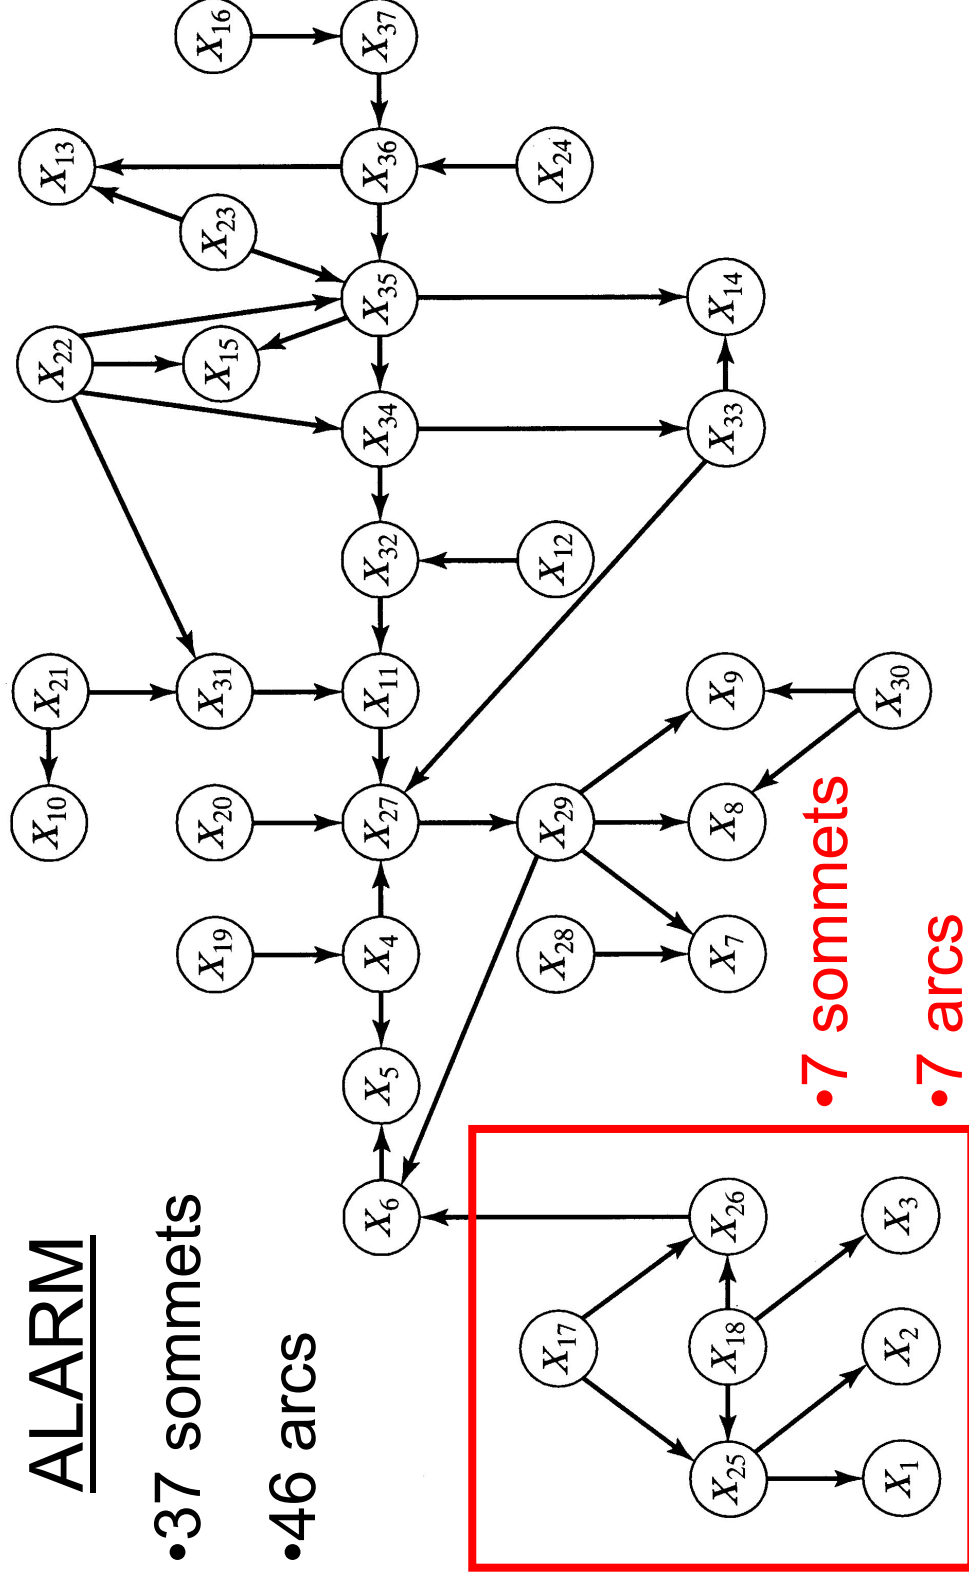 ALARM
•37 sommets
•46 arcs
X10 X21 X22 X13
X19 X20 X31 X15 X23 X16
X6 X5 X4 X27 X11 X32 X34 X35 X36 X37
X17 X28 X29 X12 X24
X25 X18 X26 X7 X8 X9 X33 X14
X1 X2 X3 X30
•7 sommets
•7 arcs